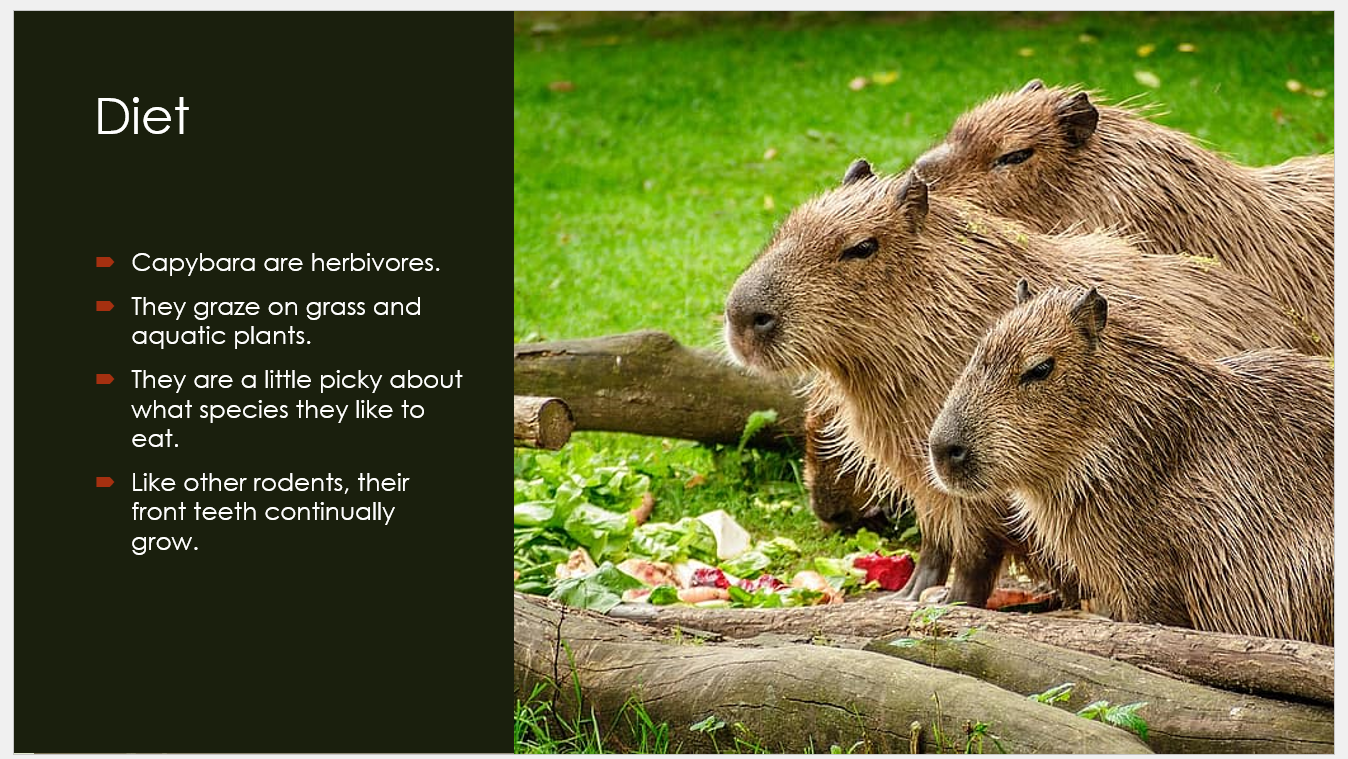 Diet
Capybara are herbivores.
They graze on grass and
aquatic plants.
They are a little picky about
what species they like to
eat.
Like other rodents, their
front teeth continually
grow.